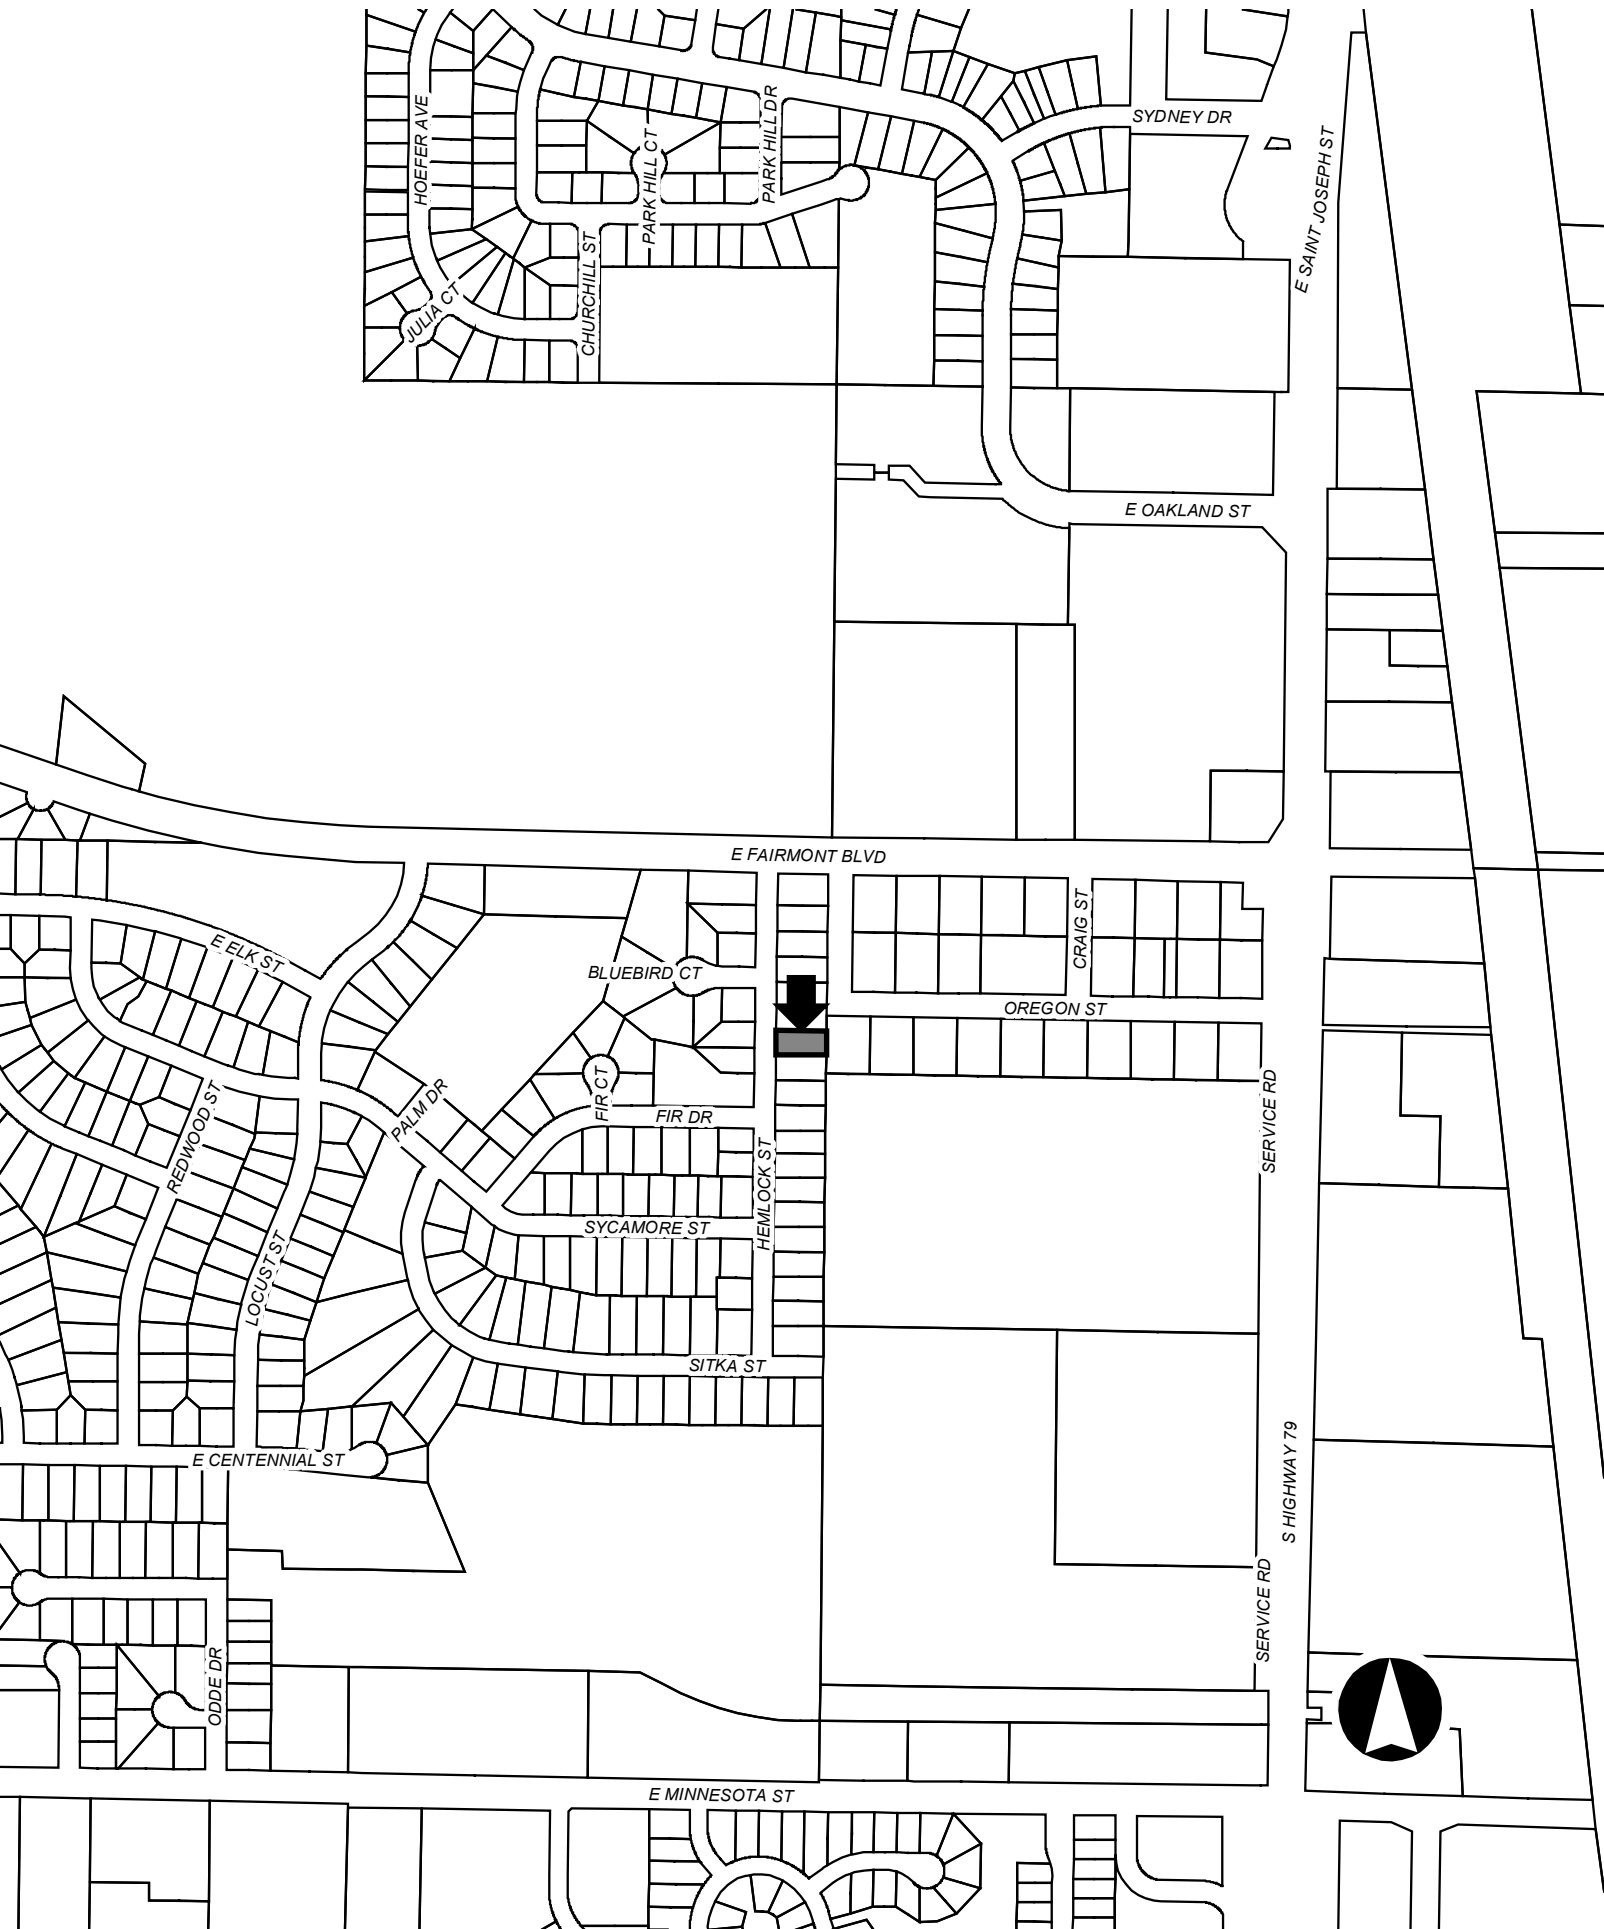 SYDNEY DR
HOEFER AVE
PARK HILL DR
PARK HILL CT
E SAINT JOSEPH ST
CHURCHILL ST
JULIA CT
E OAKLAND ST
E FAIRMONT BLVD
CRAIG ST
E ELK ST
BLUEBIRD CT
OREGON ST
FIR CT
PALM DR
FIR DR
REDWOOD ST
SERVICE RD
HEMLOCK ST
SYCAMORE ST
LOCUST ST
SITKA ST
E CENTENNIAL ST
S HIGHWAY 79
SERVICE RD
ODDE DR
E MINNESOTA ST